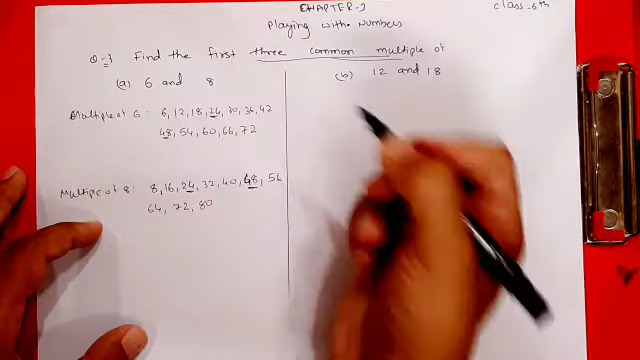 CHAPTER-3
class-6th
Playing with Numbers
Q-3 Find the first three common multiple of
(a) 6 and 8
(b) 12 and 18
Multiple of 6: 6, 12, 18, 24, 30, 36, 42
48, 54, 60, 66, 72
Multiple of 8: 8, 16, 24, 32, 40, 48, 54
64, 72, 80